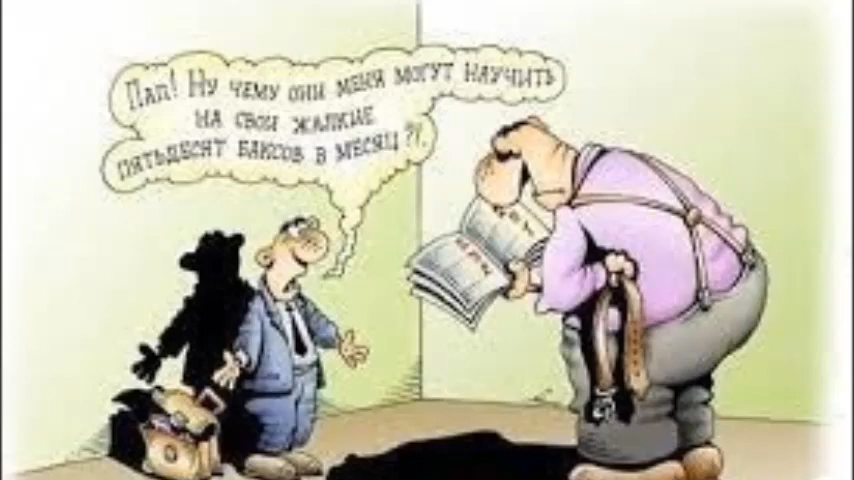 Пап! Ну чему они меня могут научить
на свои жалкие
пятьдесят баксов в месяц?!